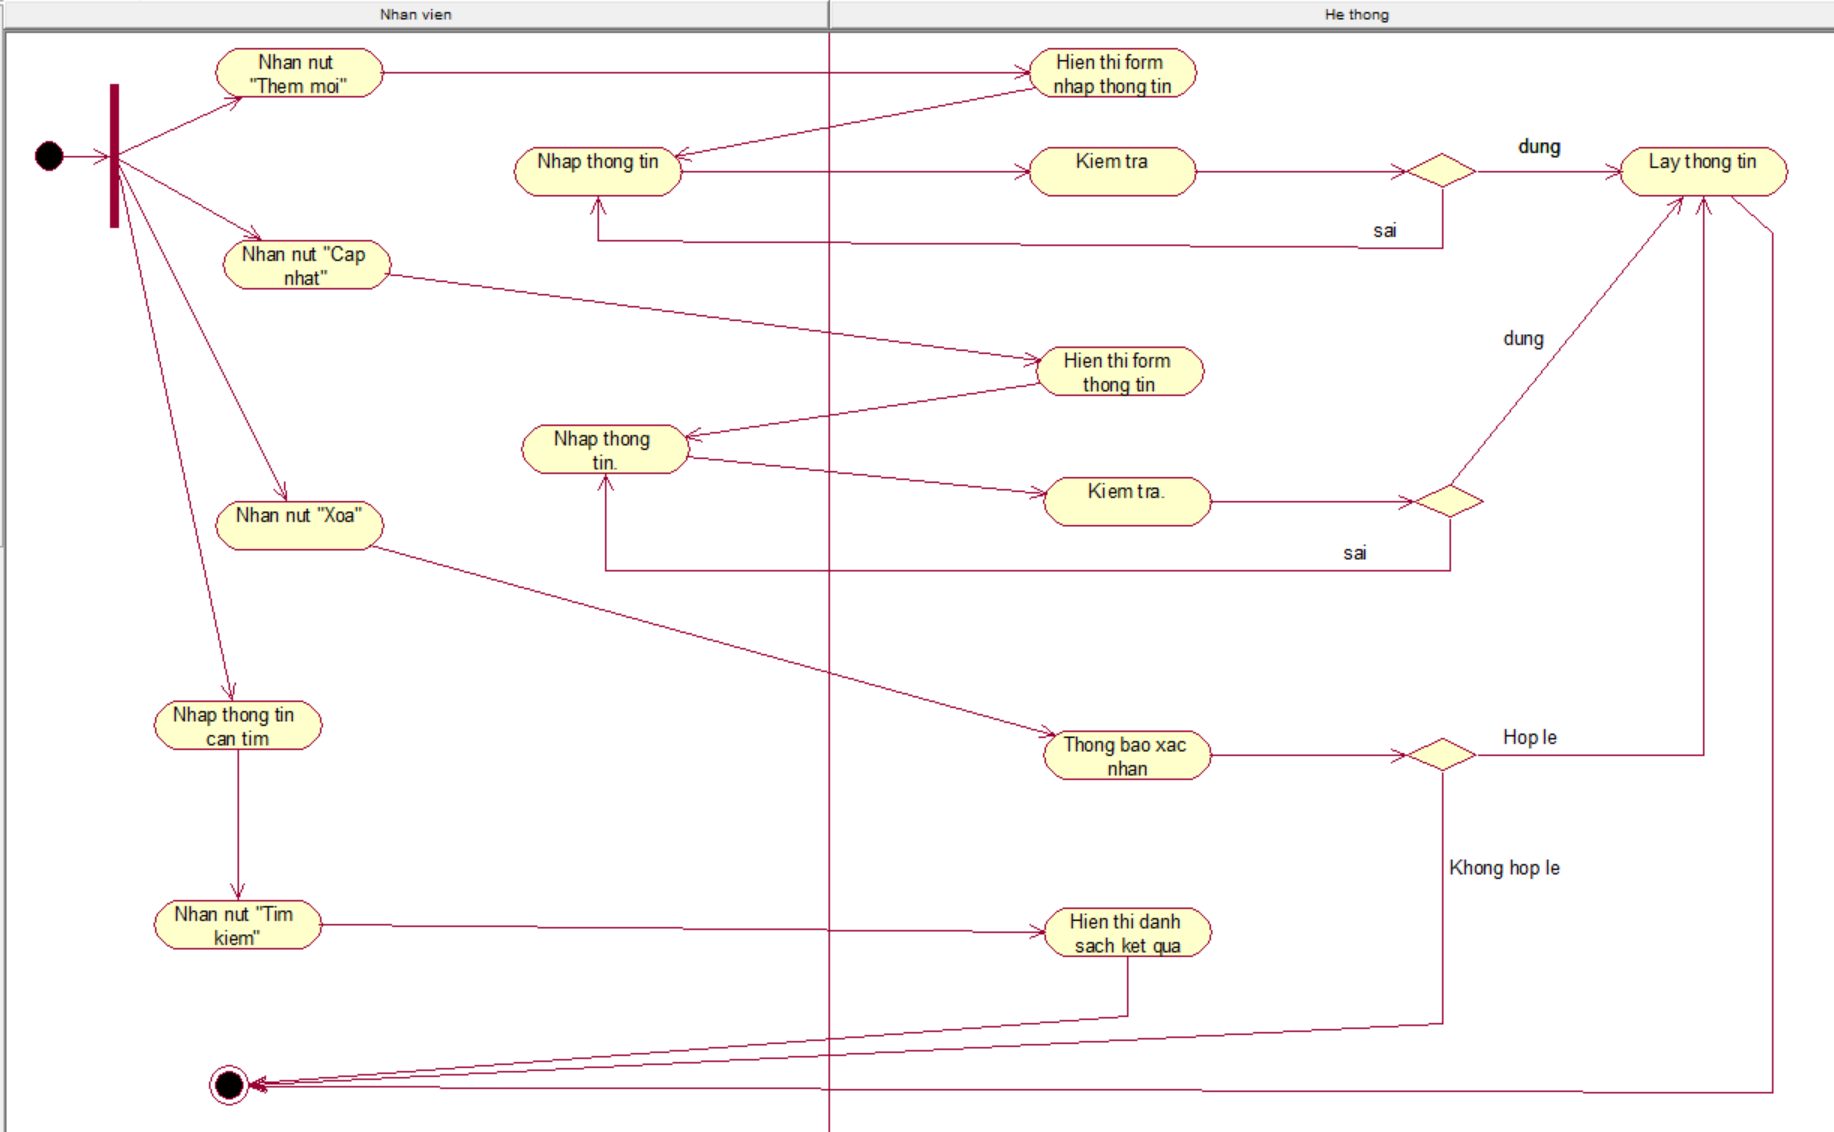 Nhan vien
He thong
Nhan nut
"Them moi"
Hien thi form
nhap thong tin
Nhap thong tin
Kiem tra
dung
Lay thong tin
sai
Nhan nut "Cap
nhat"
Hien thi form
thong tin
dung
Nhap thong
tin.
Kiem tra.
Nhan nut "Xoa"
sai
Nhap thong tin
can tim
Thong bao xac
nhan
Hop le
Khong hop le
Nhan nut "Tim
kiem"
Hien thi danh
sach ket qua